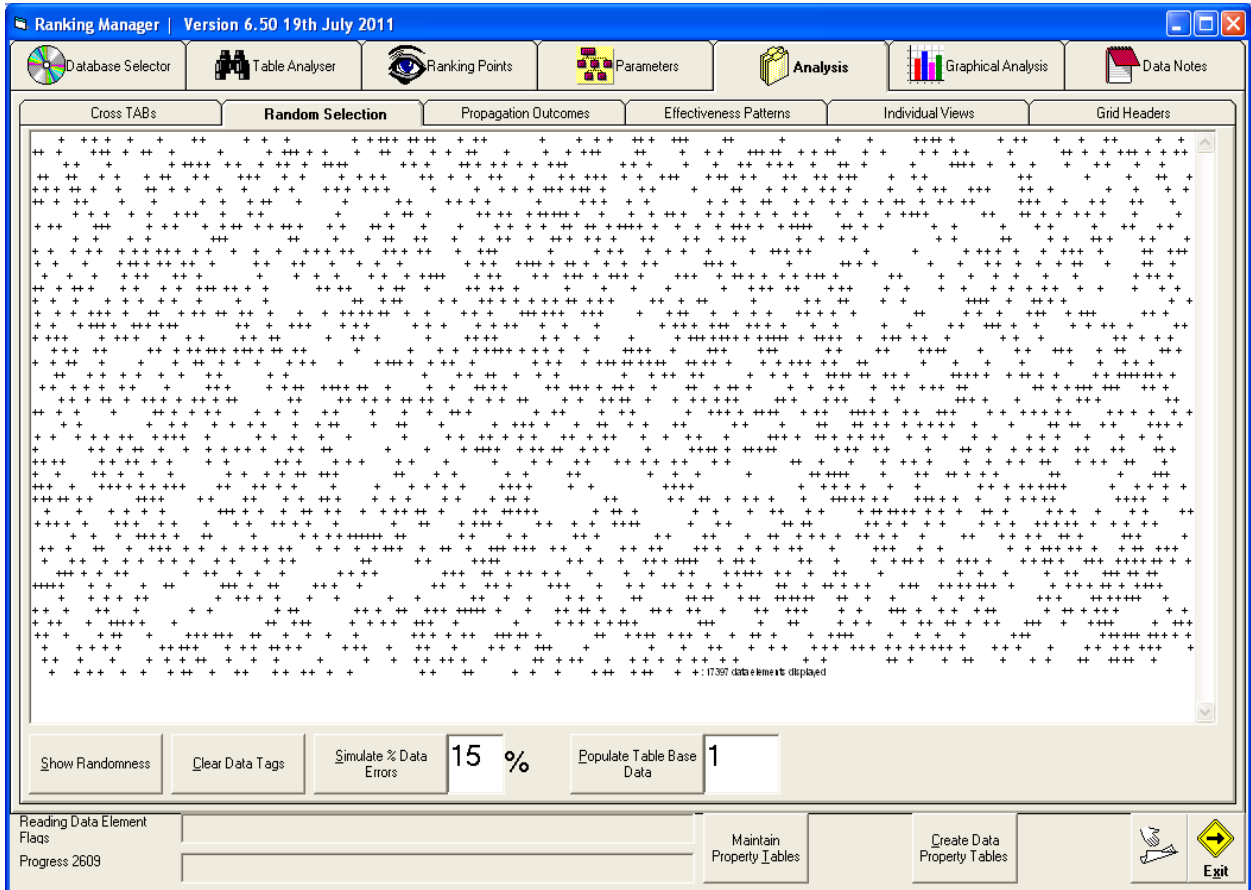 Ranking Manager | Version 6.50 19th July 2011
Database Selector Table Analyser Ranking Points Parameters Analysis Graphical Analysis Data Notes
Cross TABs Random Selection Propagation Outcomes Effectiveness Patterns Individual Views Grid Headers
: 17397 data elements displayed
Show Randomness Clear Data Tags Simulate % Data Errors 15 % Populate Table Base Data 1
Reading Data Element
Flags
Progress 2609
Maintain
Property Tables
Create Data
Property Tables
Exit